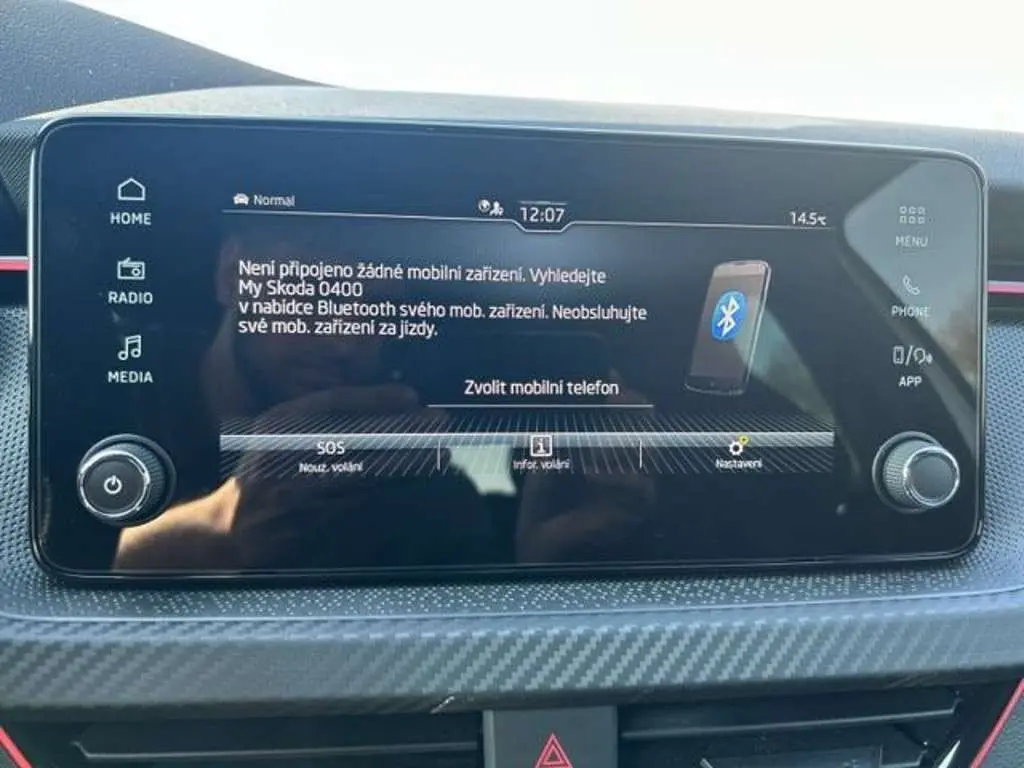 HOME
RADIO
MEDIA
Normal
12:07
14.5°C
Není připojeno žádné mobilní zařízení. Vyhledejte
My Skoda 0400
v nabídce Bluetooth svého mob. zařízení. Neobsluhujte
své mob. zařízení za jízdy.
Zvolit mobilní telefon
SOS
Nouz. volání
Infor. volání
Nastavení
MENU
PHONE
APP